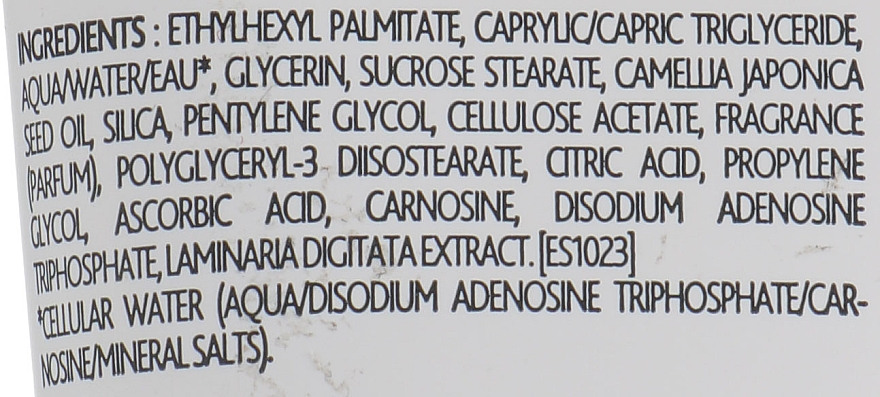 INGREDIENTS : ETHYLHEXYL PALMITATE, CAPRYLIC/CAPRIC TRIGLYCERIDE,
AQUA/WATER/EAU*, GLYCERIN, SUCROSE STEARATE, CAMELLIA JAPONICA
SEED OIL, SILICA, PENTYLENE GLYCOL, CELLULOSE ACETATE, FRAGRANCE
(PARFUM), POLYGLYCERYL-3 DIISOSTEARATE, CITRIC ACID, PROPYLENE
GLYCOL, ASCORBIC ACID, CARNOSINE, DISODIUM ADENOSINE
TRIPHOSPHATE, LAMINARIA DIGITATA EXTRACT. [ES1023]
*CELLULAR WATER (AQUA/DISODIUM ADENOSINE TRIPHOSPHATE/CAR-
NOSINE/MINERAL SALTS).